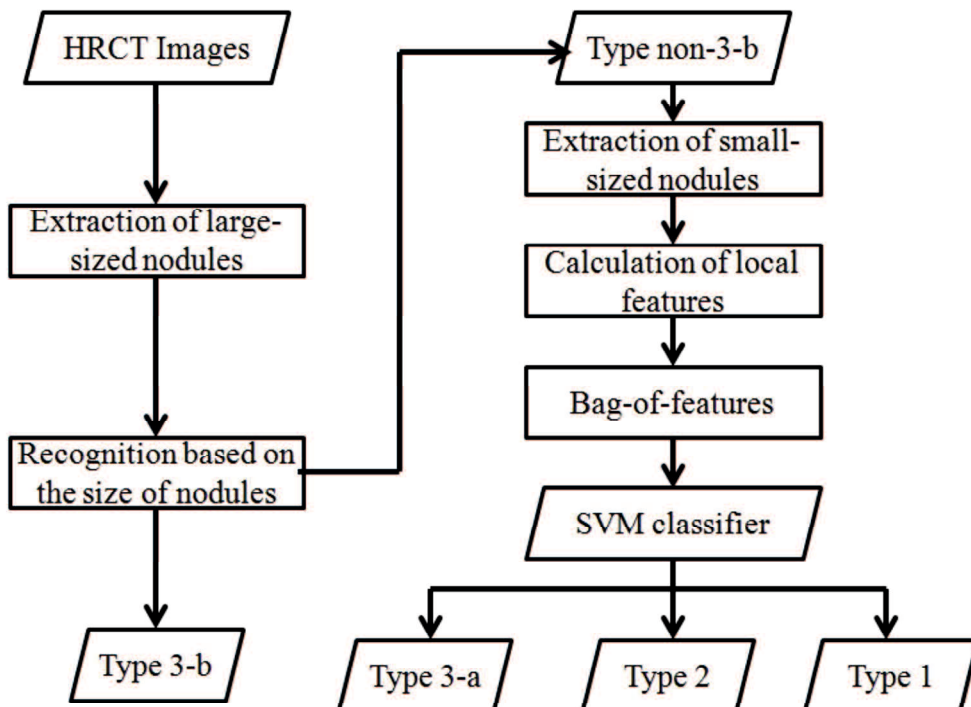 HRCT Images
Extraction of large-
sized nodules
Recognition based on
the size of nodules
Type 3-b
Type non-3-b
Extraction of small-
sized nodules
Calculation of local
features
Bag-of-features
SVM classifier
Type 3-a
Type 2
Type 1